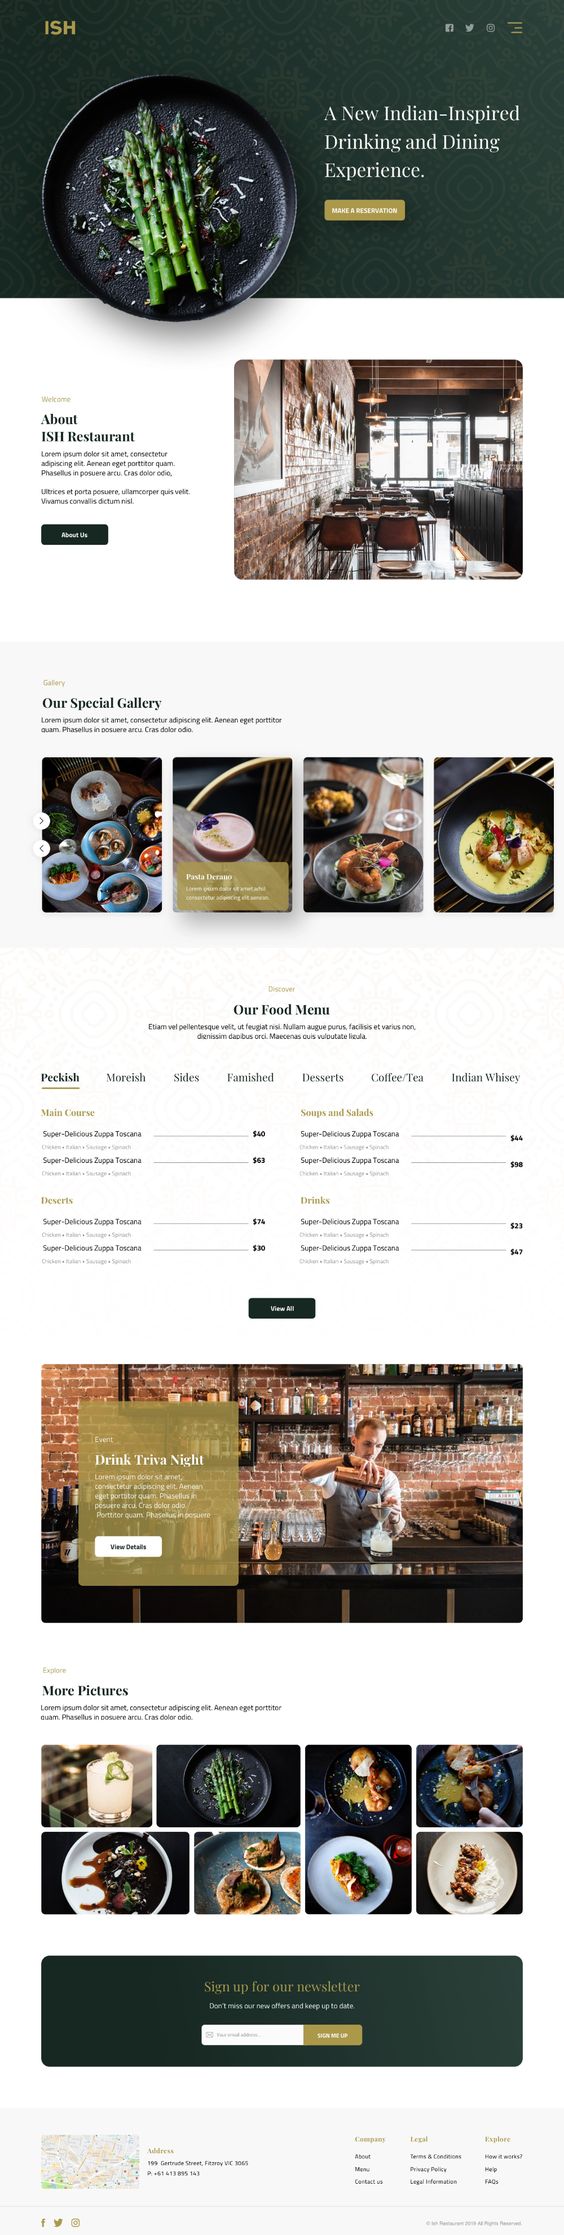 ISH
A New Indian-Inspired
Drinking and Dining
Experience.
MAKE A RESERVATION
Welcome
About
ISH Restaurant
Lorem ipsum dolor sit amet, consectetur
adipiscing elit. Aenean eget porttitor quam.
Phasellus in posuere arcu. Cras dolor odio,
Ultrices et porta posuere, ullamcorper quis velit.
Vivamus convallis dictum nisl.
About Us
Gallery
Our Special Gallery
Lorem ipsum dolor sit amet, consectetur adipiscing elit. Aenean eget porttitor
quam. Phasellus in posuere arcu. Cras dolor odio.
Pasta Derano
Lorem ipsum dolor sit amet adhil
consectetur adipiscing elit aenean.
Discover
Our Food Menu
Etiam vel pellentesque velit, ut feugiat nisi. Nullam augue purus, facilisis et varius non,
dignissim dapibus orci. Maecenas quis vulputate ligula.
Peckish Moreish Sides Famished Desserts Coffee/Tea Indian Whisey
Main Course
Super-Delicious Zuppa Toscana $40
Chicken • Italian • Sausage • Spinach
Super-Delicious Zuppa Toscana $63
Chicken • Italian • Sausage • Spinach
Soups and Salads
Super-Delicious Zuppa Toscana $44
Chicken • Italian • Sausage • Spinach
Super-Delicious Zuppa Toscana $98
Chicken • Italian • Sausage • Spinach
Deserts
Super-Delicious Zuppa Toscana $74
Chicken • Italian • Sausage • Spinach
Super-Delicious Zuppa Toscana $30
Chicken • Italian • Sausage • Spinach
Drinks
Super-Delicious Zuppa Toscana $23
Chicken • Italian • Sausage • Spinach
Super-Delicious Zuppa Toscana $47
Chicken • Italian • Sausage • Spinach
View All
Event
Drink Triva Night
Lorem ipsum dolor sit amet,
consectetur adipiscing elit. Aenean
eget porttitor quam. Phasellus in
posuere arcu. Cras dolor odio.
Porttitor quam. Phasellus in posuere
View Details
Explore
More Pictures
Lorem ipsum dolor sit amet, consectetur adipiscing elit. Aenean eget porttitor
quam. Phasellus in posuere arcu. Cras dolor odio.
Sign up for our newsletter
Don't miss our new offers and keep up to date.
Your email address...
SIGN ME UP
Address
199 Gertrude Street, Fitzroy VIC 3065
P: +61 413 895 143
Company
About
Menu
Contact us
Legal
Terms & Conditions
Privacy Policy
Legal Information
Explore
How it works?
Help
FAQs
© Ish Restaurant 2019 All Rights Reserved.